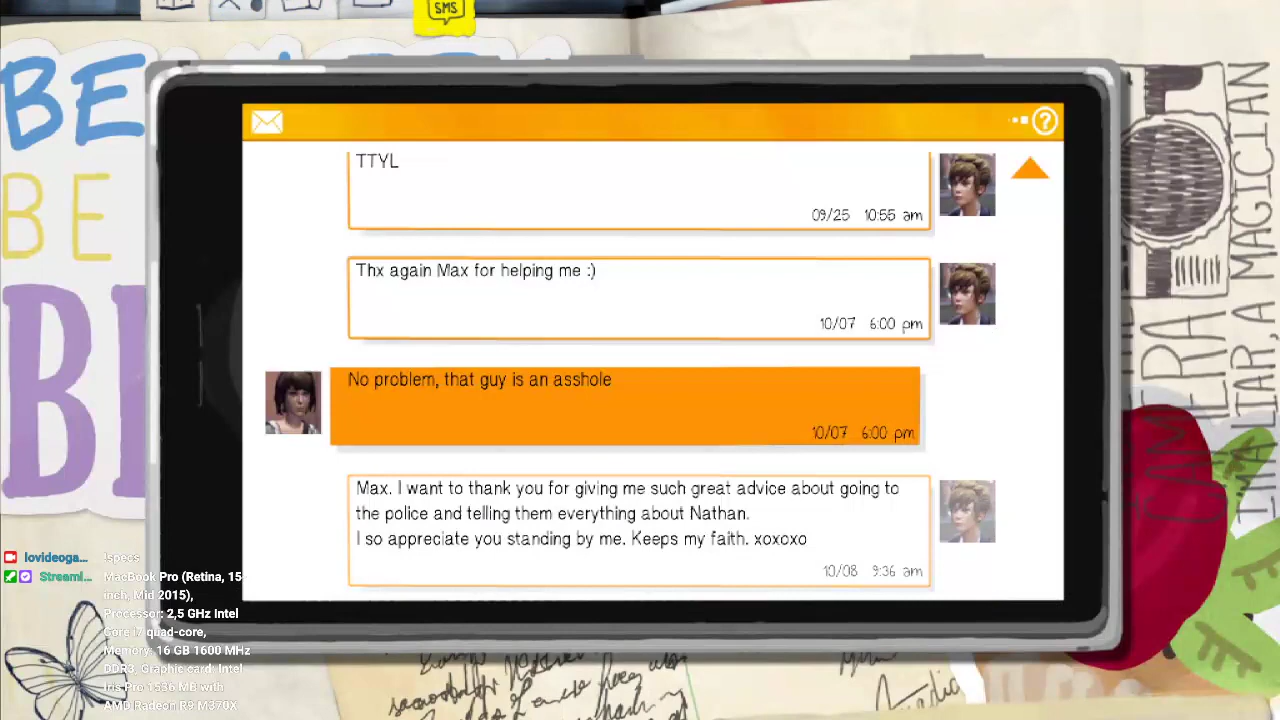 SMS
BE
BE
TTYL
09/25 10:55 am
Thx again Max for helping me :)
10/07 6:00 pm
No problem, that guy is an asshole
10/07 6:00 pm
Max. I want to thank you for giving me such great advice about going to
the police and telling them everything about Nathan.
I so appreciate you standing by me. Keeps my faith. xoxoxo
10/08 9:36 am
?
CAMERA
I'M A LIAR, A MAGICIAN
lovideoga... !specs
Streaml... MacBook Pro (Retina, 15-
inch, Mid 2015),
Processor: 2,5 GHz Intel
Core i7 quad-core,
Memory: 16 GB 1600 MHz
DDR3, Graphic card: Intel
Iris Pro 1536 MB with
AMD Radeon R9 M370X